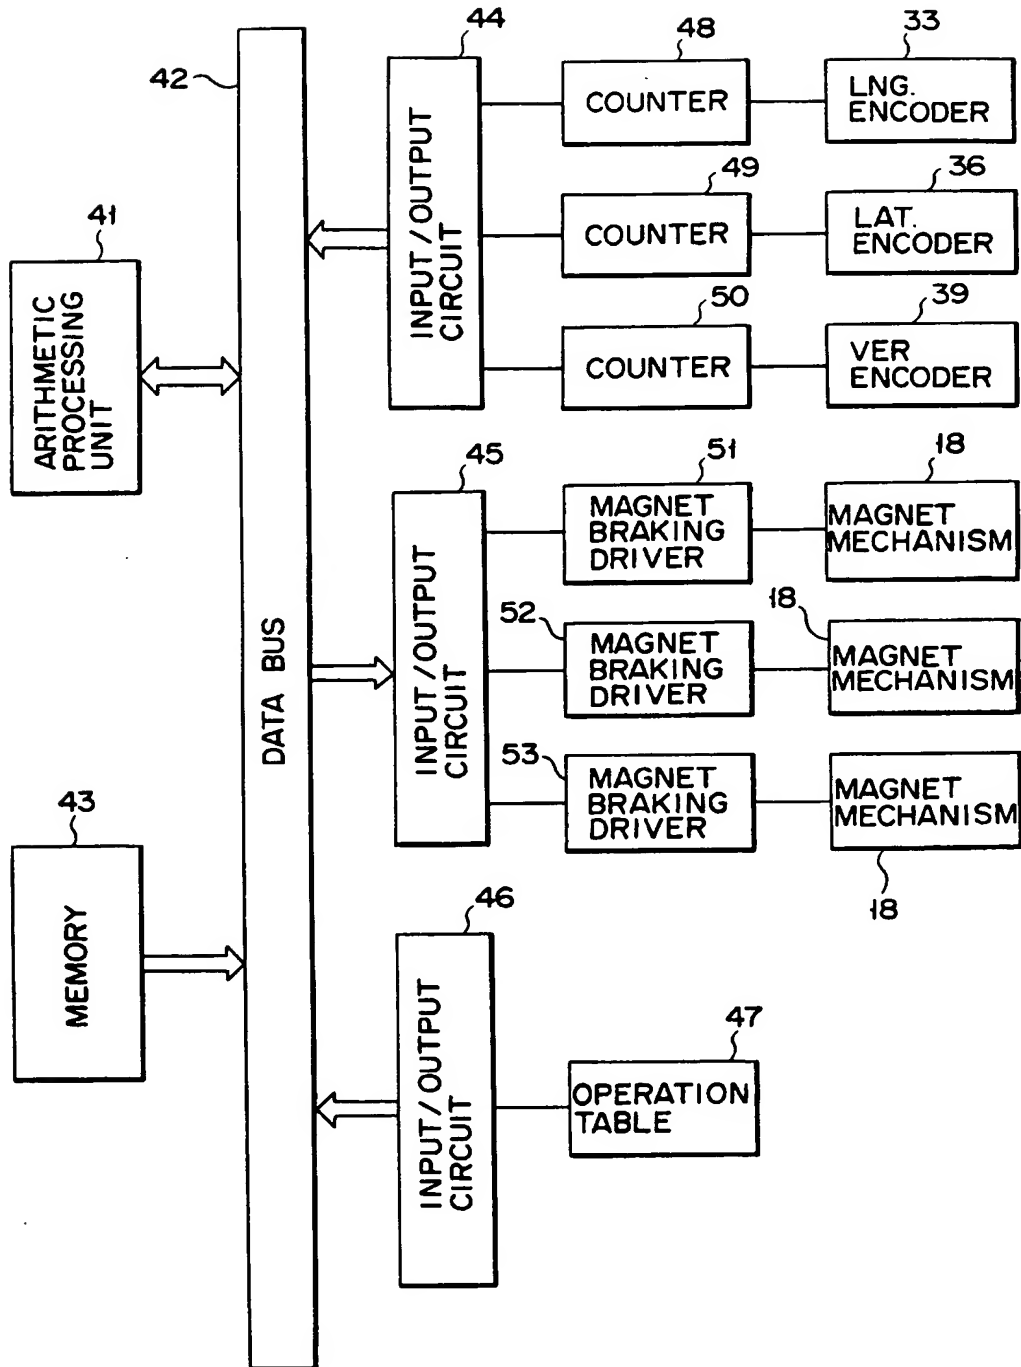 44
48
33
42
COUNTER
LNG.
ENCODER
49
36
41
INPUT/OUTPUT
CIRCUIT
COUNTER
LAT.
ENCODER
50
39
ARITHMETIC
PROCESSING
UNIT
COUNTER
VER
ENCODER
45
51
18
MAGNET
BRAKING
DRIVER
MAGNET
MECHANISM
DATA BUS
INPUT/OUTPUT
CIRCUIT
52
18
MAGNET
BRAKING
DRIVER
MAGNET
MECHANISM
53
MAGNET
BRAKING
DRIVER
MAGNET
MECHANISM
18
43
MEMORY
46
INPUT/OUTPUT
CIRCUIT
47
OPERATION
TABLE